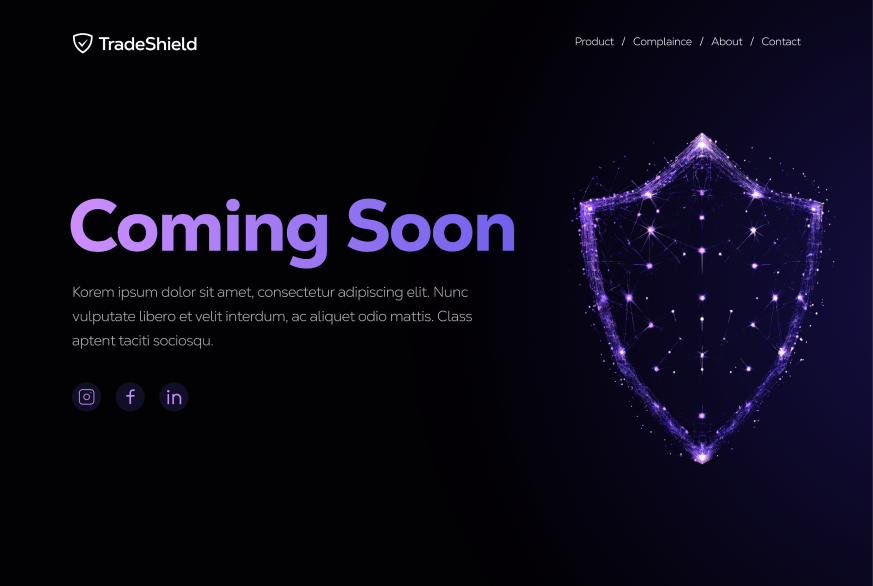 TradeShield
Product / Complaince / About / Contact
Coming Soon
Korem ipsum dolor sit amet, consectetur adipiscing elit. Nunc
vulputate libero et velit interdum, ac aliquet odio mattis. Class
aptent taciti sociosqu.